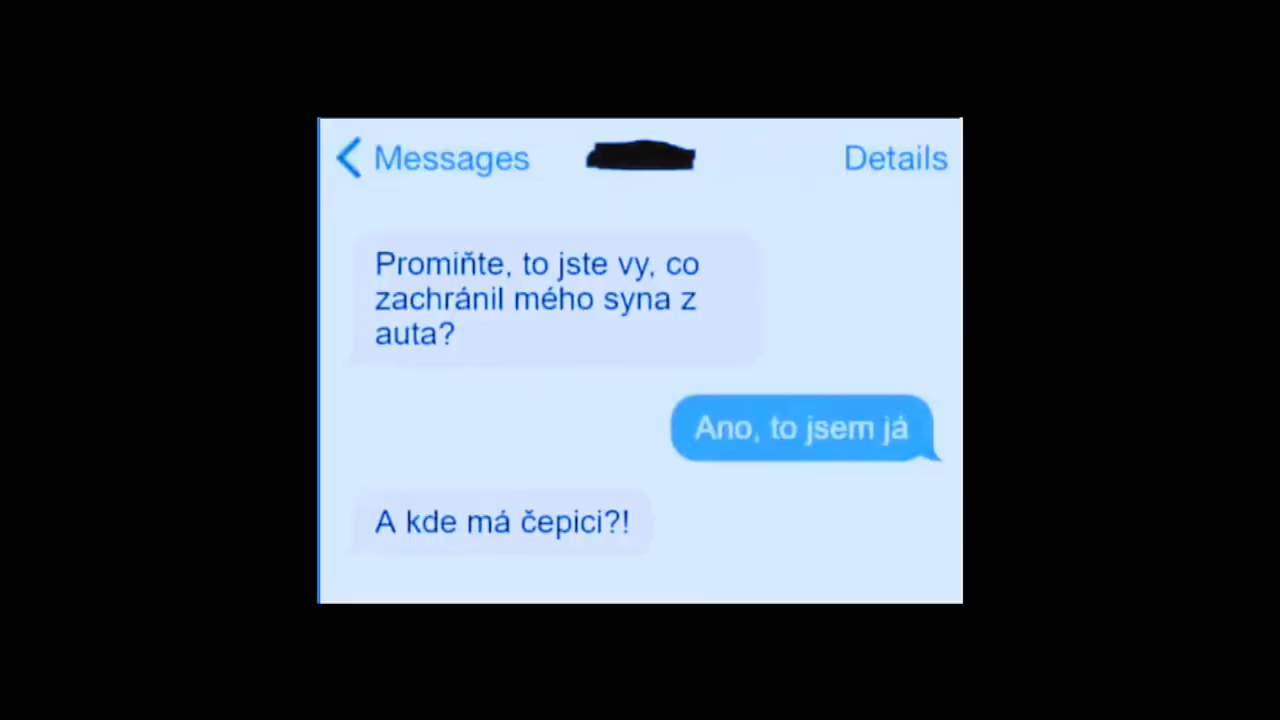 Messages
Details
Promiňte, to jste vy, co
zachránil mého syna z
auta?
Ano, to jsem já
A kde má čepici?!